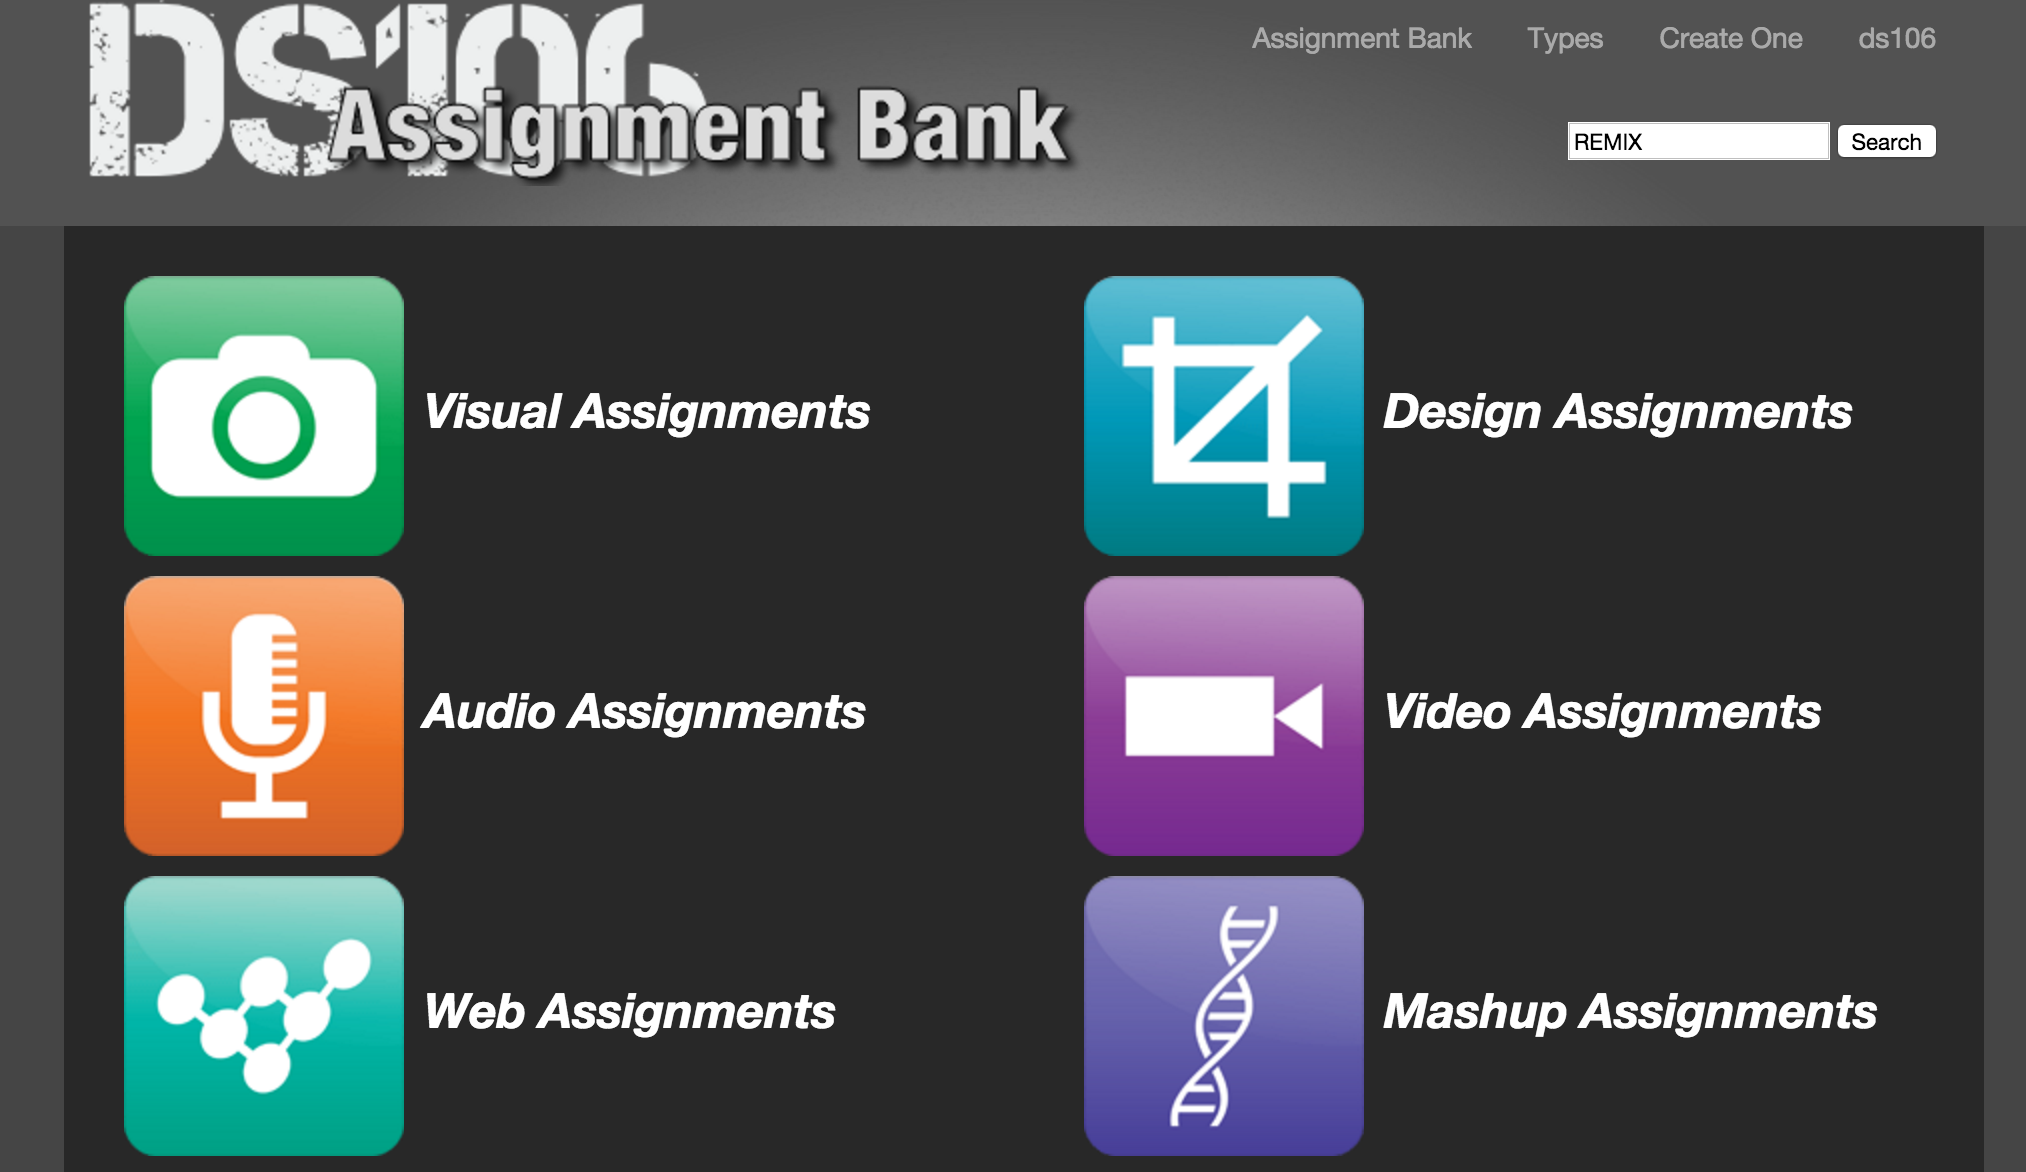 DS106
Assignment Bank
Assignment Bank Types Create One ds106
REMIX Search
Visual Assignments
Design Assignments
Audio Assignments
Video Assignments
Web Assignments
Mashup Assignments